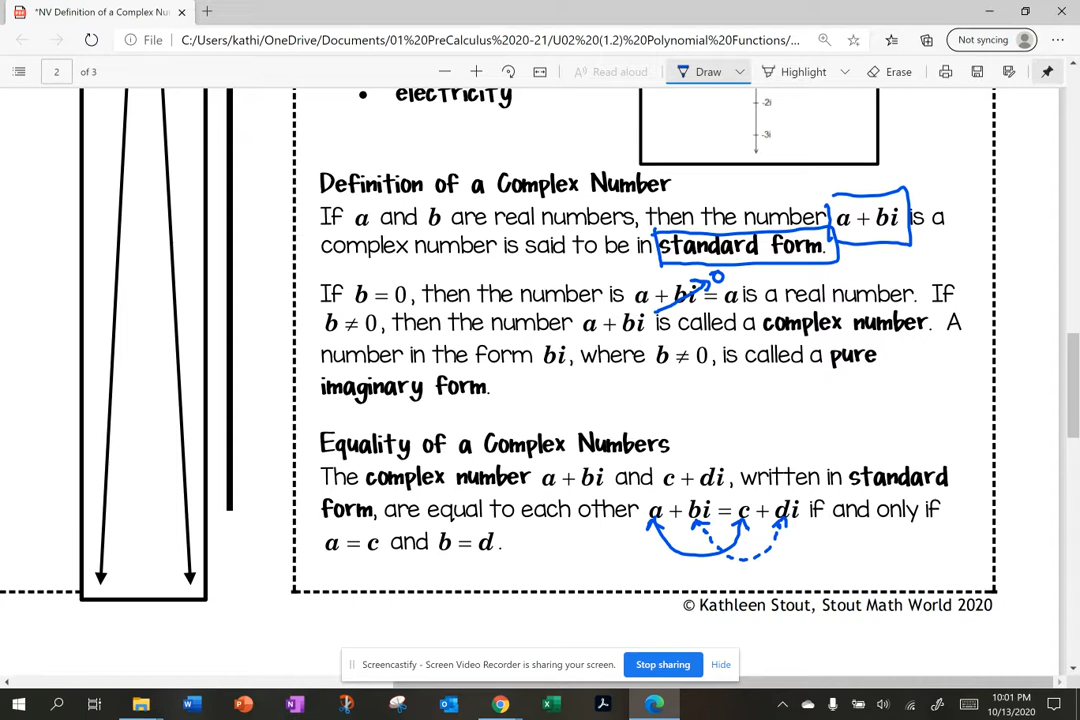 *NV Definition of a Complex Nu
File
C:/Users/kathi/OneDrive/Documents/01%20PreCalculus%2020-21/U02%20(1.2)%20Polynomial%20Functions/...
Not syncing
2 of 3
Read aloud
Draw
Highlight
Erase
• electricity
-2i
-3i
Definition of a Complex Number
If a and b are real numbers, then the number a + bi is a
complex number is said to be in standard form.
0
If b = 0, then the number is a + bi = a is a real number. If
b ≠ 0, then the number a + bi is called a complex number. A
number in the form bi, where b ≠ 0, is called a pure
imaginary form.
Equality of a Complex Numbers
The complex number a + bi and c + di, written in standard
form, are equal to each other a + bi = c + di if and only if
a = c and b = d.
© Kathleen Stout, Stout Math World 2020
Screencastify - Screen Video Recorder is sharing your screen.
Stop sharing
Hide
10:01 PM
10/13/2020